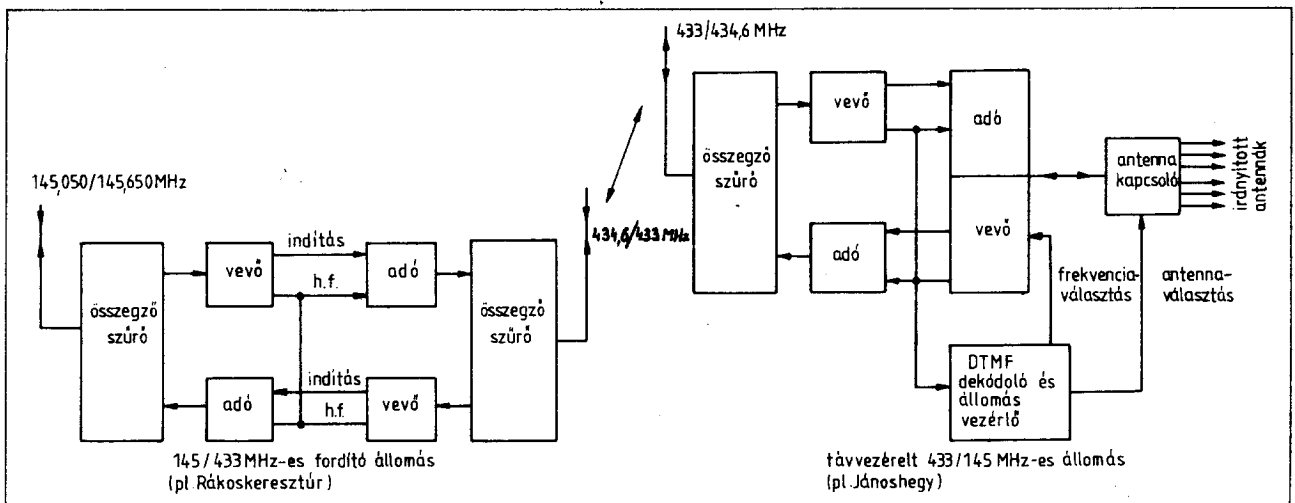 145,050/145,650MHz
összegző
szűrő
vevő
indítás
h.f.
adó
összegző
szűrő
434,6/433 MHz
adó
indítás
h.f.
vevő
145/433 MHz-es fordító állomás
(pl. Rákoskeresztúr)
433/434,6 MHz
összegző
szűrő
vevő
adó
adó
vevő
antenna
kapcsoló
irányított
antennák
frekvencia-
választás
antenna-
választás
DTMF
dekódoló és
állomás
vezérlő
távvezérelt 433/145 MHz-es állomás
(pl. Jánoshegy)